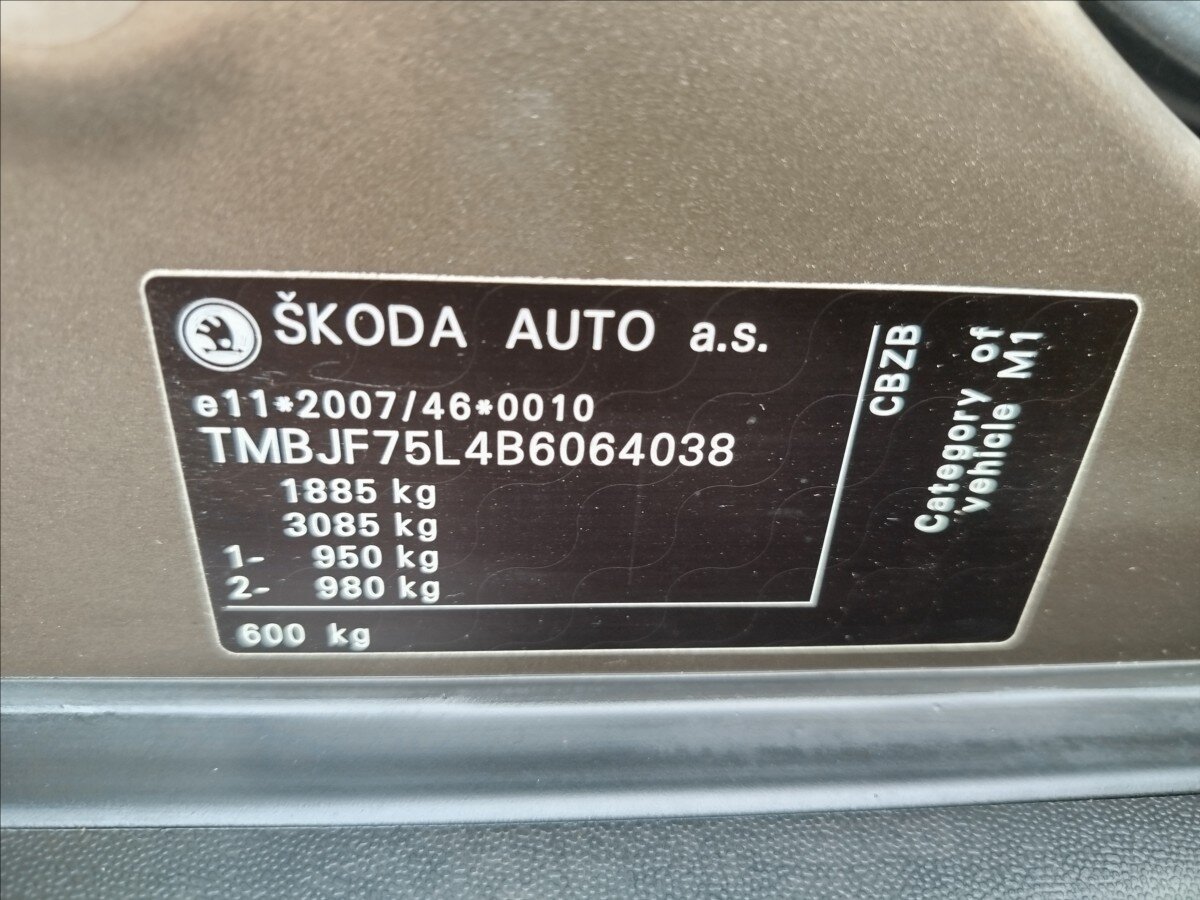 ŠKODA AUTO a.s.
e11*2007/46*0010
TMBJF75L4B6064038
1885 kg
3085 kg
1- 950 kg
2- 980 kg
600 kg
CBZB
Category of
vehicle M1